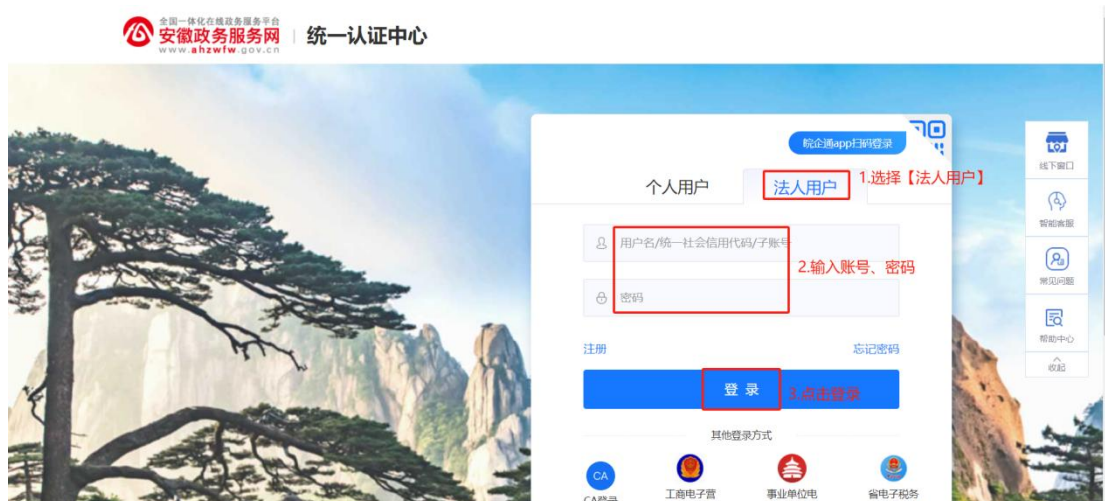 全国一体化在线政务服务平台
安徽政务服务网
www.ahzwfw.gov.cn
统一认证中心
皖企通app扫码登录
个人用户
法人用户
1.选择【法人用户】
用户名/统一社会信用代码/子账号
2.输入账号、密码
密码
注册
忘记密码
登 录
3.点击登录
其他登录方式
CA
CA登录
工商电子营
事业单位电
省电子税务
线下窗口
智能客服
常见问题
帮助中心
收起